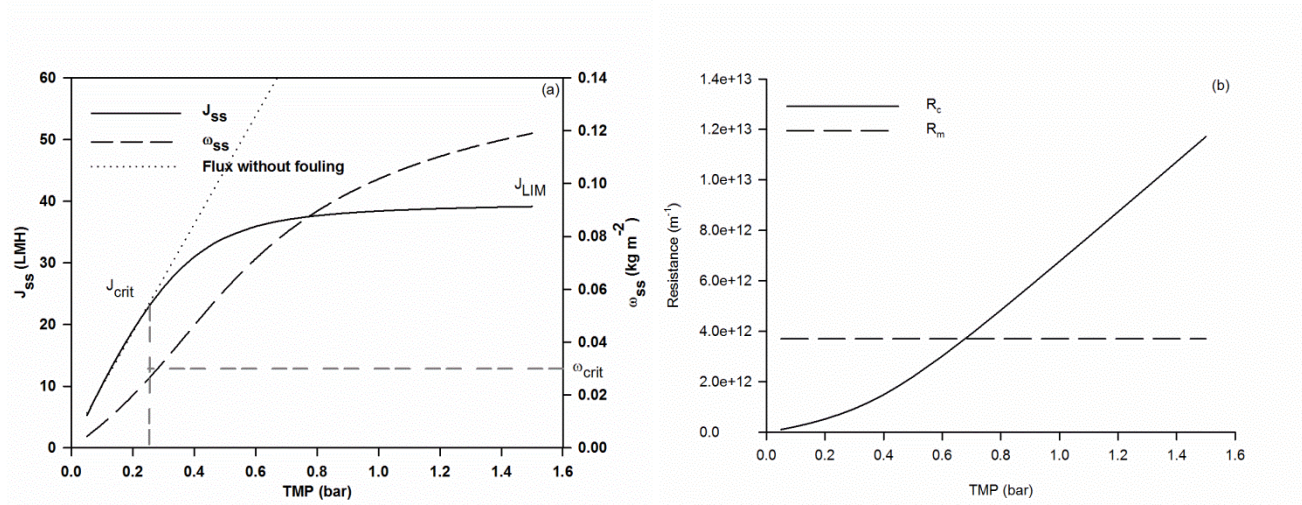 (a)
J_ss
ω_ss
Flux without fouling
J_LIM
J_crit
ω_crit
J_ss (LMH)
60
50
40
30
20
10
0
ω_ss (kg m^-2)
0.14
0.12
0.10
0.08
0.06
0.04
0.02
0.00
0.0 0.2 0.4 0.6 0.8 1.0 1.2 1.4 1.6
TMP (bar)
(b)
R_c
R_m
Resistance (m^-1)
1.4e+13
1.2e+13
1.0e+13
8.0e+12
6.0e+12
4.0e+12
2.0e+12
0.0
0.0 0.2 0.4 0.6 0.8 1.0 1.2 1.4 1.6
TMP (bar)